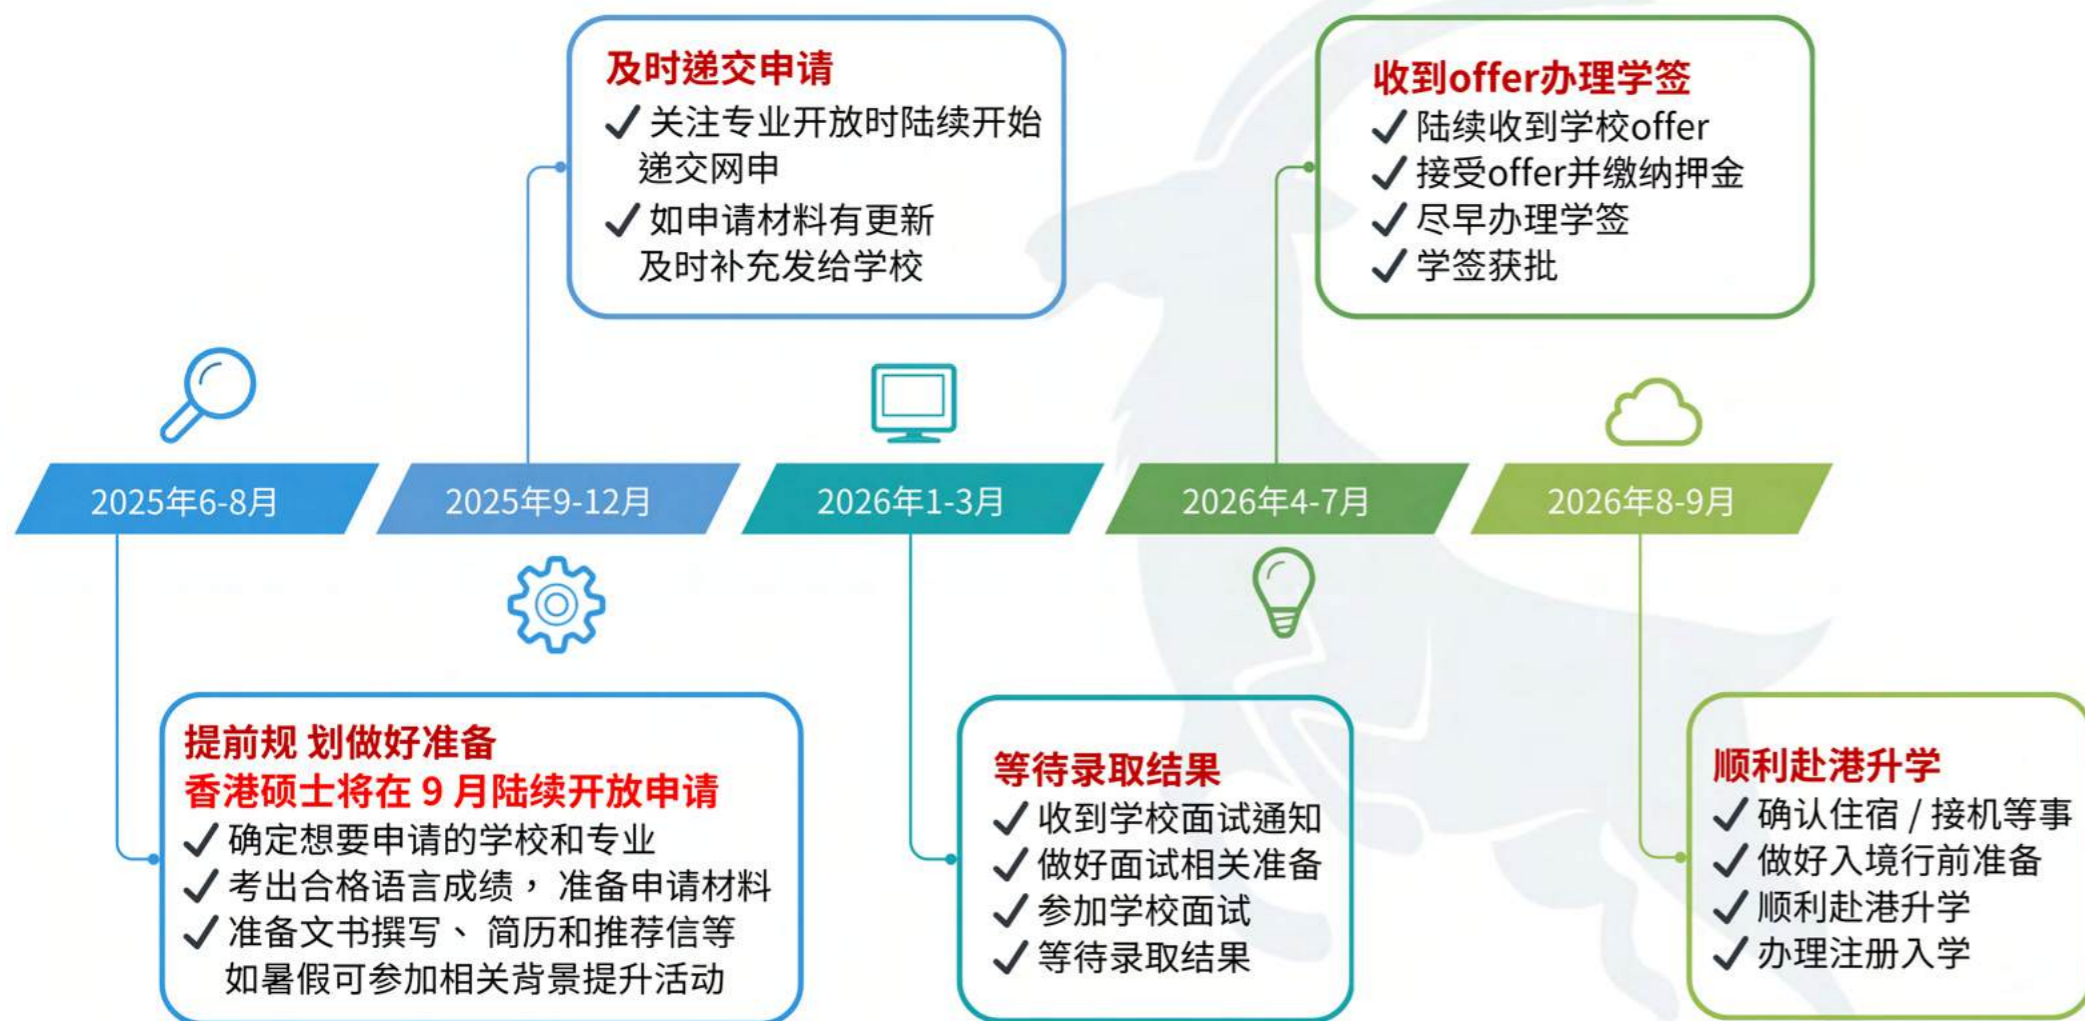 及时递交申请
✓ 关注专业开放时陆续开始
递交网申
✓ 如申请材料有更新
及时补充发给学校
收到offer办理学签
✓ 陆续收到学校offer
✓ 接受offer并缴纳押金
✓ 尽早办理学签
✓ 学签获批
2025年6-8月
2025年9-12月
2026年1-3月
2026年4-7月
2026年8-9月
提前规 划做好准备
香港硕士将在 9 月陆续开放申请
✓ 确定想要申请的学校和专业
✓ 考出合格语言成绩， 准备申请材料
✓ 准备文书撰写、 简历和推荐信等
如暑假可参加相关背景提升活动
等待录取结果
✓ 收到学校面试通知
✓ 做好面试相关准备
✓ 参加学校面试
✓ 等待录取结果
顺利赴港升学
✓ 确认住宿 / 接机等事
✓ 做好入境行前准备
✓ 顺利赴港升学
✓ 办理注册入学